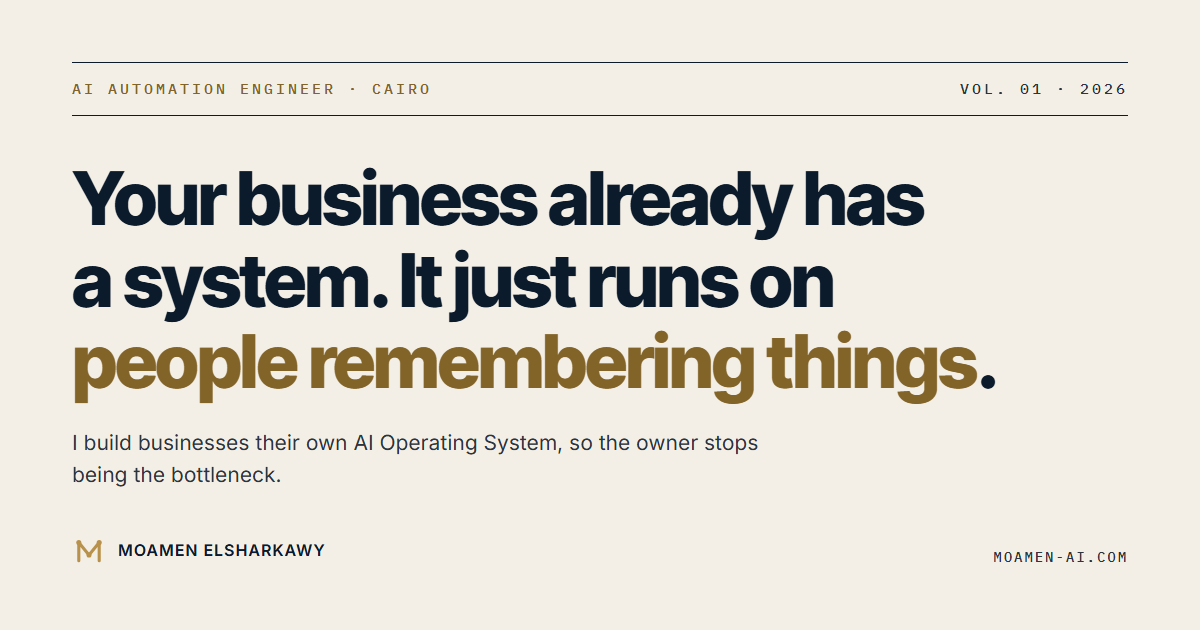 AI AUTOMATION ENGINEER · CAIRO
VOL. 01 · 2026
Your business already has
a system. It just runs on
people remembering things.
I build businesses their own AI Operating System, so the owner stops
being the bottleneck.
MOAMEN ELSHARKAWY
MOAMEN-AI.COM